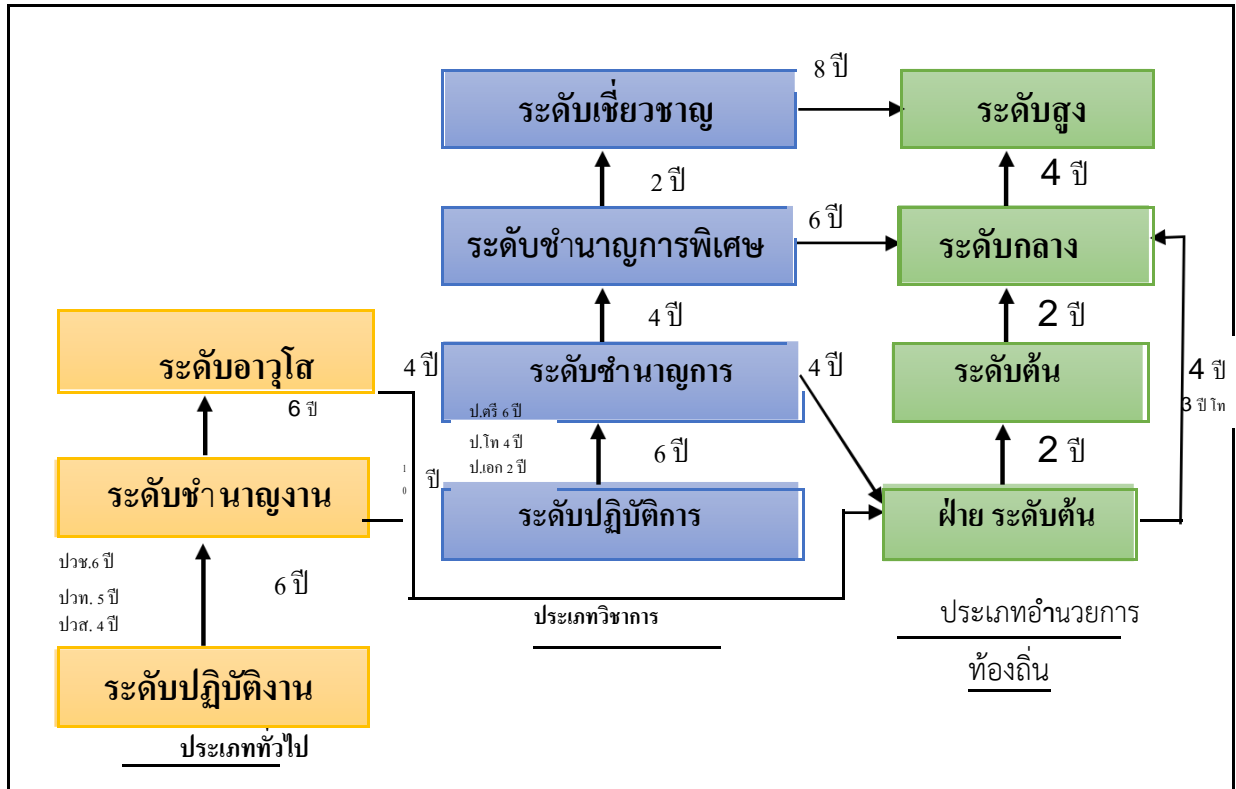 8 ปี
ระดับเชี่ยวชาญ
ระดับสูง
2 ปี
4 ปี
ระดับชำนาญการพิเศษ
6 ปี
ระดับกลาง
4 ปี
2 ปี
ระดับอาวุโส
4 ปี
ระดับชำนาญการ
4 ปี
ระดับต้น
4 ปี
3 ปี โท
6 ปี
ป.ตรี 6 ปี
ป.โท 4 ปี
ป.เอก 2 ปี
6 ปี
2 ปี
ระดับชำนาญงาน
10 ปี
ระดับปฏิบัติการ
ฝ่าย ระดับต้น
ปวช.6 ปี
ปวท. 5 ปี
ปวส. 4 ปี
6 ปี
ประเภทวิชาการ
ประเภทอำนวยการ
ท้องถิ่น
ระดับปฏิบัติงาน
ประเภททั่วไป